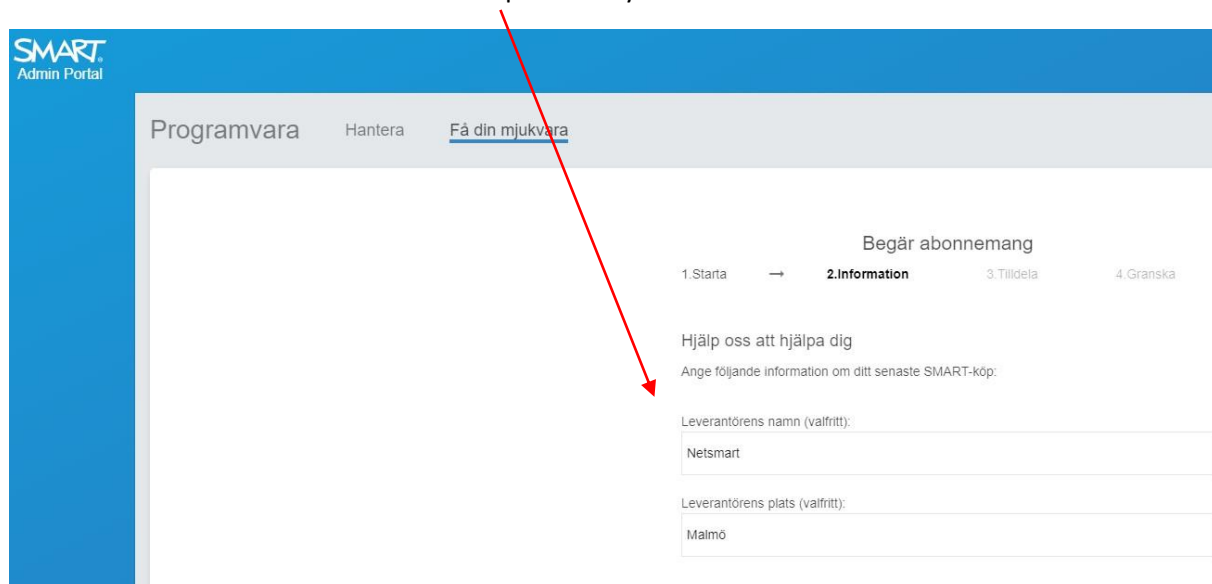 SMART.
Admin Portal
Programvara Hantera Få din mjukvara
Begär abonnemang
1.Starta → 2.Information 3.Tilldela 4.Granska
Hjälp oss att hjälpa dig
Ange följande information om ditt senaste SMART-köp:
Leverantörens namn (valfritt):
Netsmart
Leverantörens plats (valfritt):
Malmö